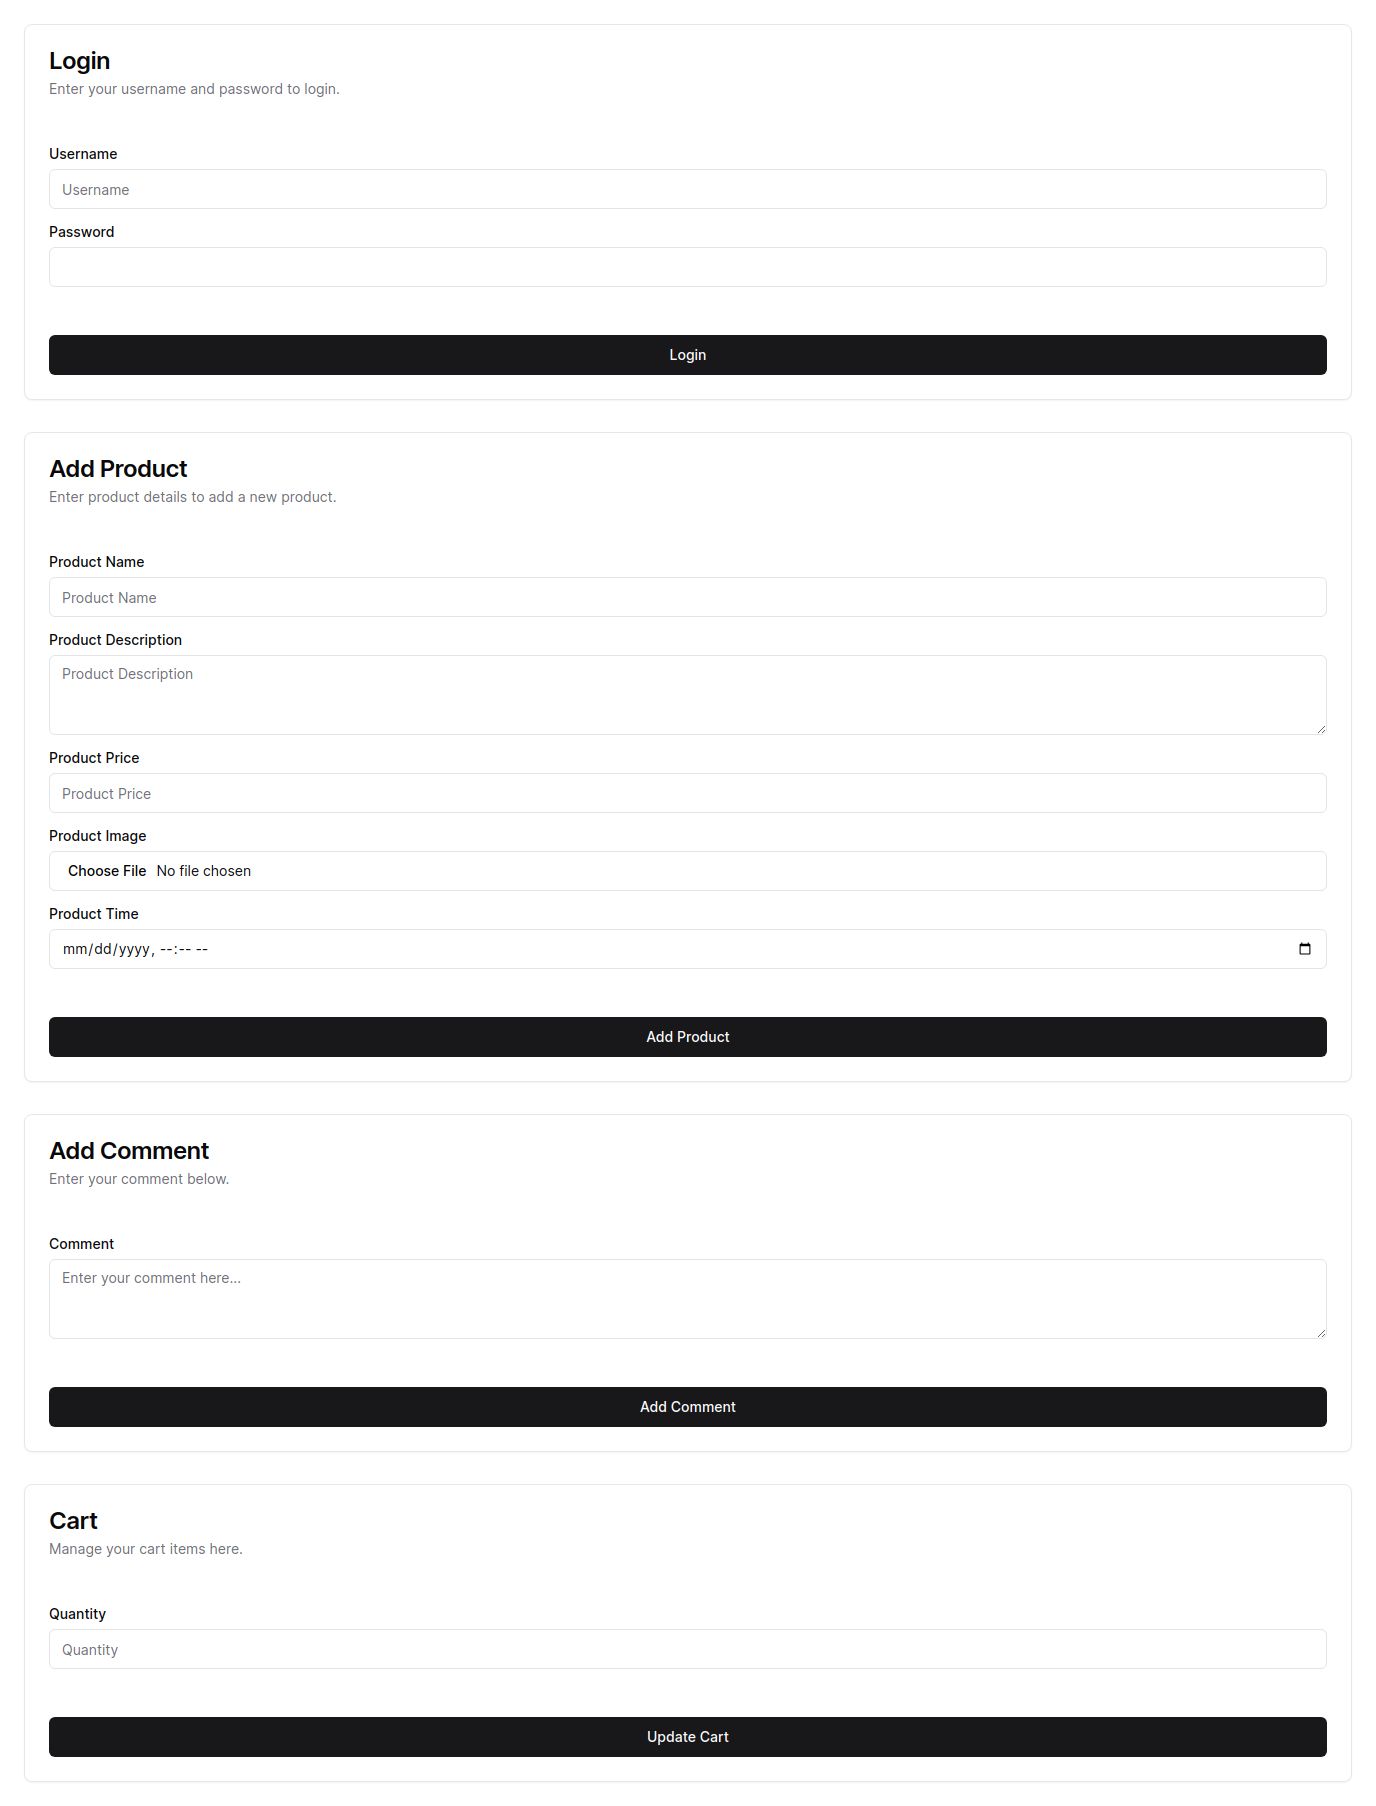 Login
Enter your username and password to login.
Username
Username
Password
Login
Add Product
Enter product details to add a new product.
Product Name
Product Name
Product Description
Product Description
Product Price
Product Price
Product Image
Choose File No file chosen
Product Time
mm/dd/yyyy, --:-- --
Add Product
Add Comment
Enter your comment below.
Comment
Enter your comment here...
Add Comment
Cart
Manage your cart items here.
Quantity
Quantity
Update Cart